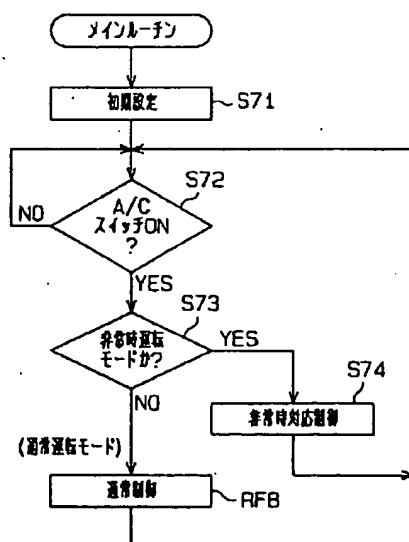 メインルーチン
初期設定
S71
S72
A/C
スイッチON
?
NO
YES
S73
非常時運転
モードか?
YES
S74
NO
非常時対応制御
(通常運転モード)
通常制御
RF8